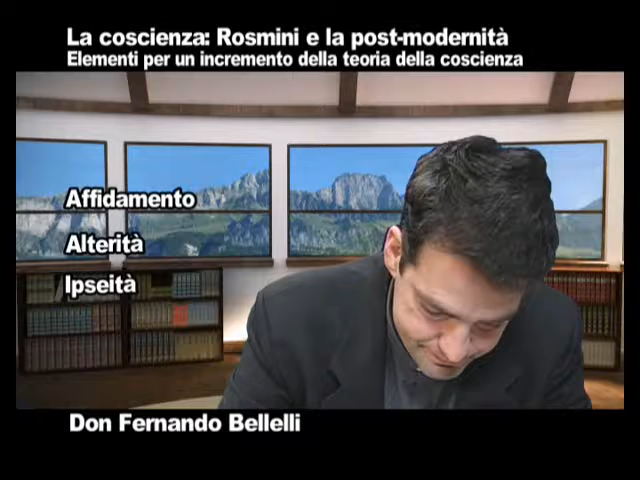 La coscienza: Rosmini e la post-modernità
Elementi per un incremento della teoria della coscienza
Affidamento
Alterità
Ipseità
Don Fernando Bellelli